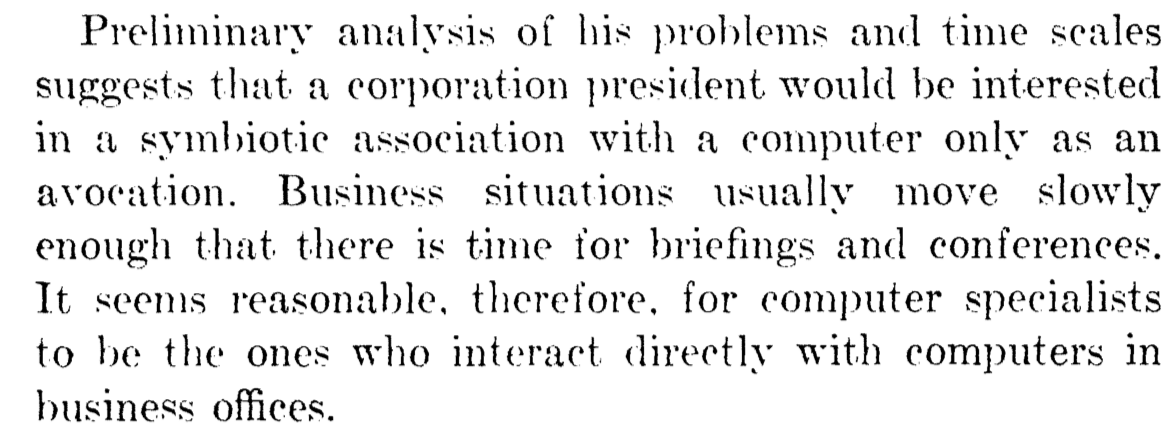 Preliminary analysis of his problems and time scales
suggests that a corporation president would be interested
in a symbiotic association with a computer only as an
avocation. Business situations usually move slowly
enough that there is time for briefings and conferences.
It seems reasonable, therefore, for computer specialists
to be the ones who interact directly with computers in
business offices.